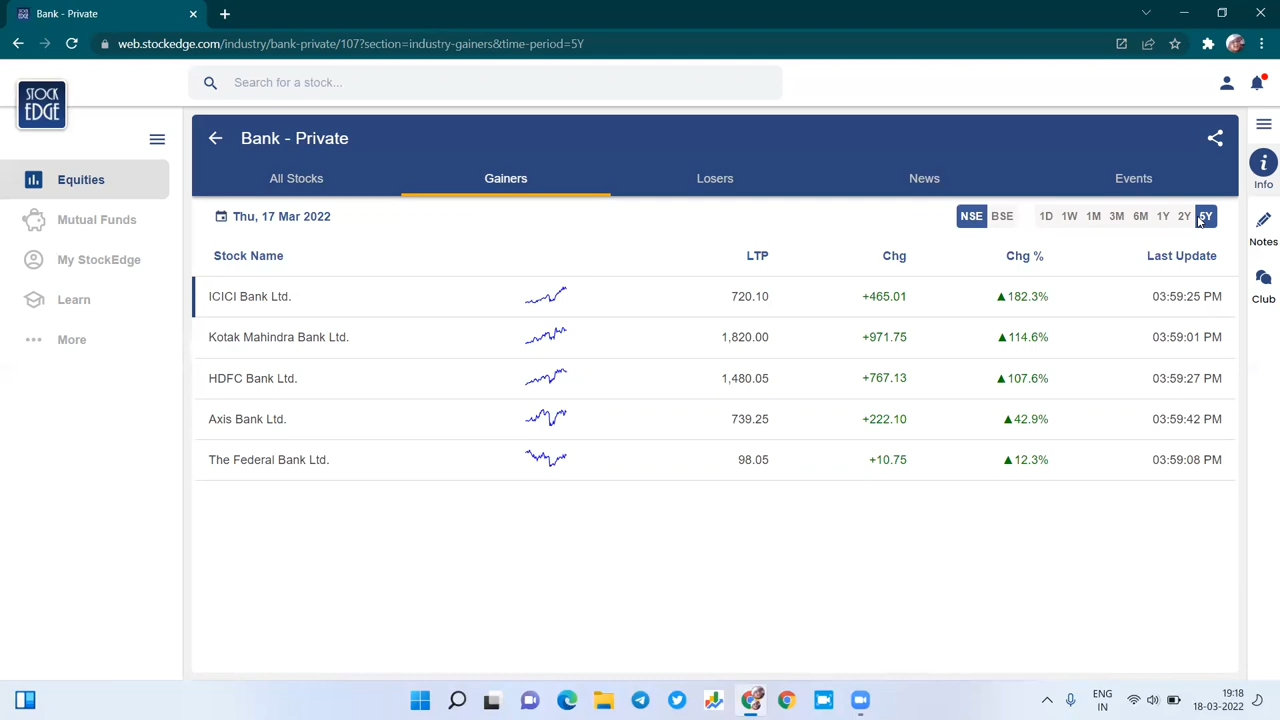 Bank - Private
web.stockedge.com/industry/bank-private/107?section=industry-gainers&time-period=5Y
STOCK
EDGE
Search for a stock...
Bank - Private
Equities
Mutual Funds
My StockEdge
Learn
More
All Stocks Gainers Losers News Events
Info
Notes
Club
Thu, 17 Mar 2022 NSE BSE 1D 1W 1M 3M 6M 1Y 2Y 5Y
Stock Name LTP Chg Chg % Last Update
ICICI Bank Ltd. 720.10 +465.01 ▲182.3% 03:59:25 PM
Kotak Mahindra Bank Ltd. 1,820.00 +971.75 ▲114.6% 03:59:01 PM
HDFC Bank Ltd. 1,480.05 +767.13 ▲107.6% 03:59:27 PM
Axis Bank Ltd. 739.25 +222.10 ▲42.9% 03:59:42 PM
The Federal Bank Ltd. 98.05 +10.75 ▲12.3% 03:59:08 PM
ENG
IN
19:18
18-03-2022